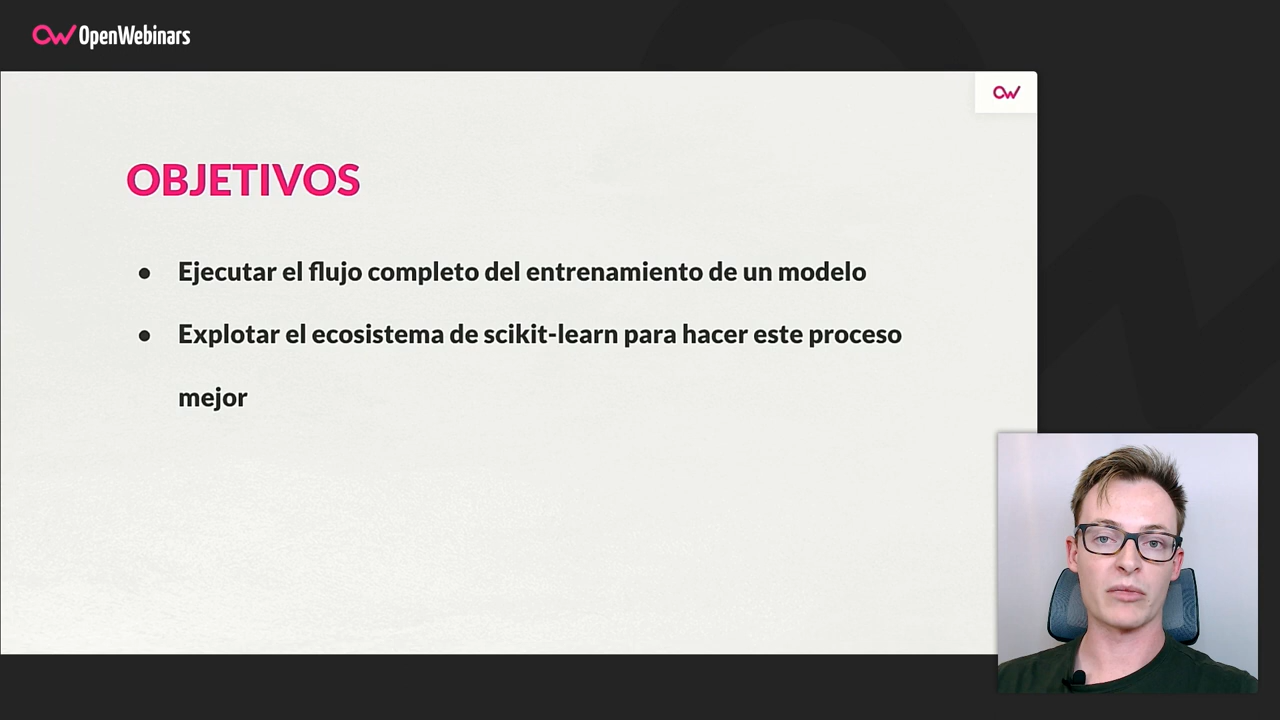 OpenWebinars
OBJETIVOS
● Ejecutar el flujo completo del entrenamiento de un modelo
● Explotar el ecosistema de scikit-learn para hacer este proceso
mejor